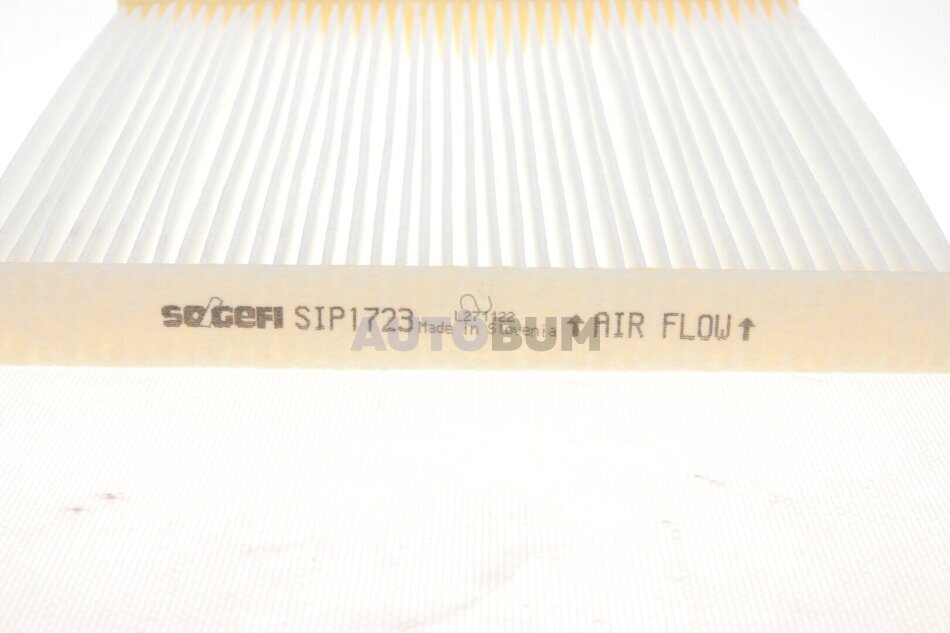 SOGEFI SIP1723 L271122 Made in Slovenia ↑ AIR FLOW ↑
AUTOBUM